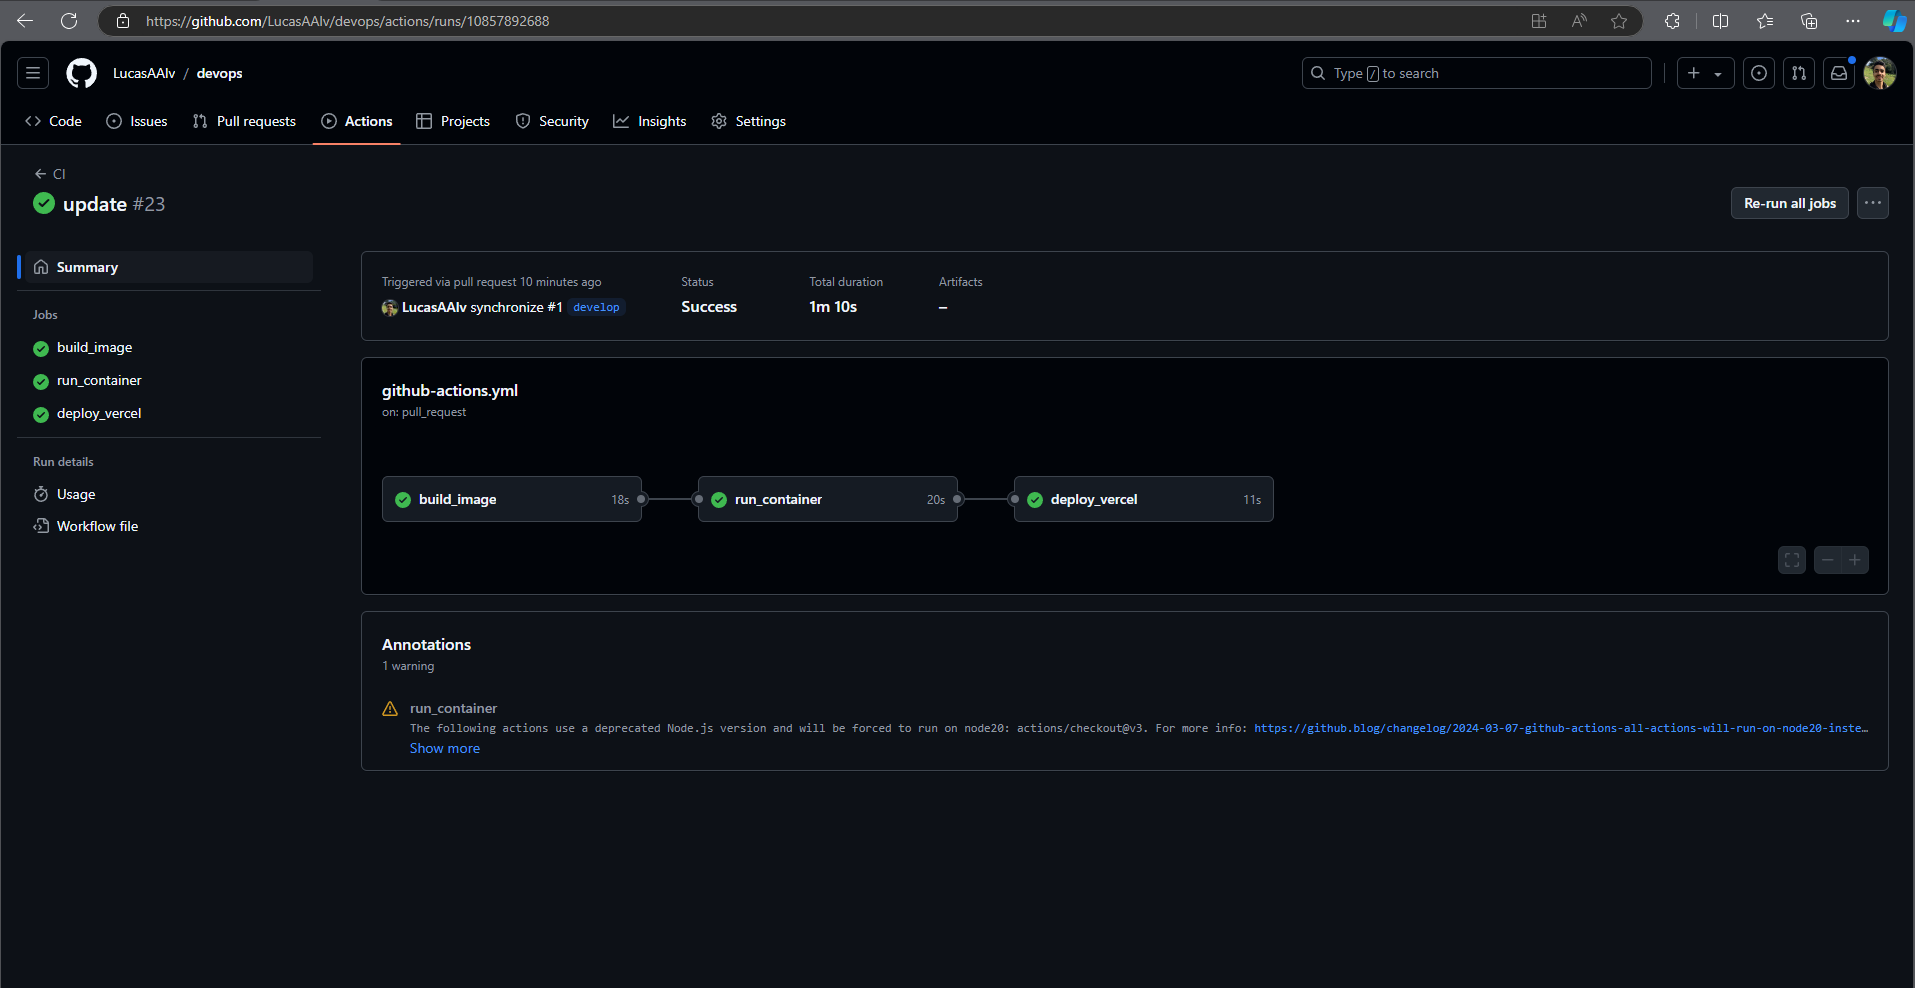 https://github.com/LucasAAlv/devops/actions/runs/10857892688
LucasAAlv / devops
Type / to search
Code Issues Pull requests Actions Projects Security Insights Settings
CI
update #23
Re-run all jobs
Summary
Jobs
build_image
run_container
deploy_vercel
Run details
Usage
Workflow file
Triggered via pull request 10 minutes ago
LucasAAlv synchronize #1 develop
Status
Success
Total duration
1m 10s
Artifacts
–
github-actions.yml
on: pull_request
build_image 18s
run_container 20s
deploy_vercel 11s
Annotations
1 warning
run_container
The following actions use a deprecated Node.js version and will be forced to run on node20: actions/checkout@v3. For more info: https://github.blog/changelog/2024-03-07-github-actions-all-actions-will-run-on-node20-inste…
Show more